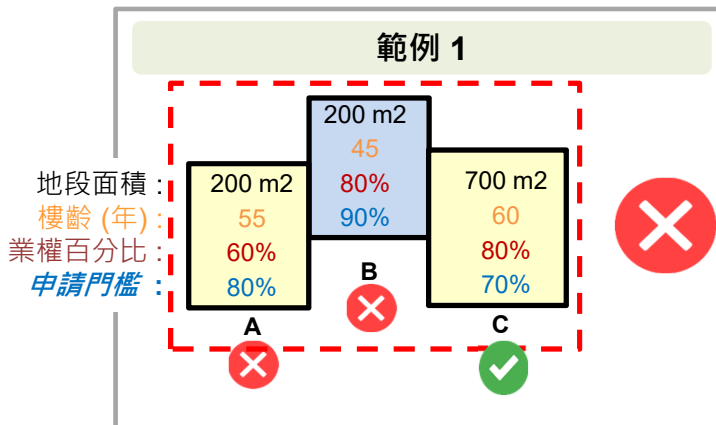 範例 1
地段面積 :
樓齡 (年) :
業權百分比 :
申請門檻 :
200 m2
55
60%
80%
A
200 m2
45
80%
90%
B
700 m2
60
80%
70%
C